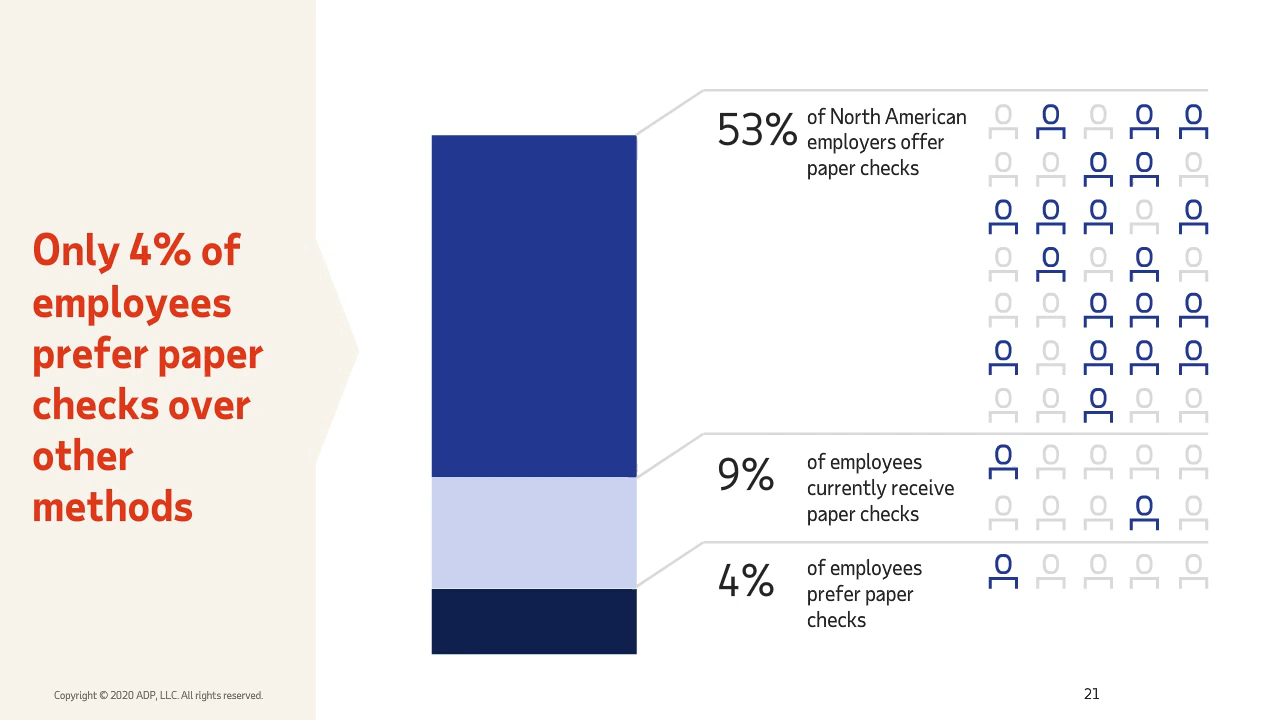 Only 4% of
employees
prefer paper
checks over
other
methods
53%
of North American
employers offer
paper checks
9%
of employees
currently receive
paper checks
4%
of employees
prefer paper
checks
Copyright © 2020 ADP, LLC. All rights reserved.
21